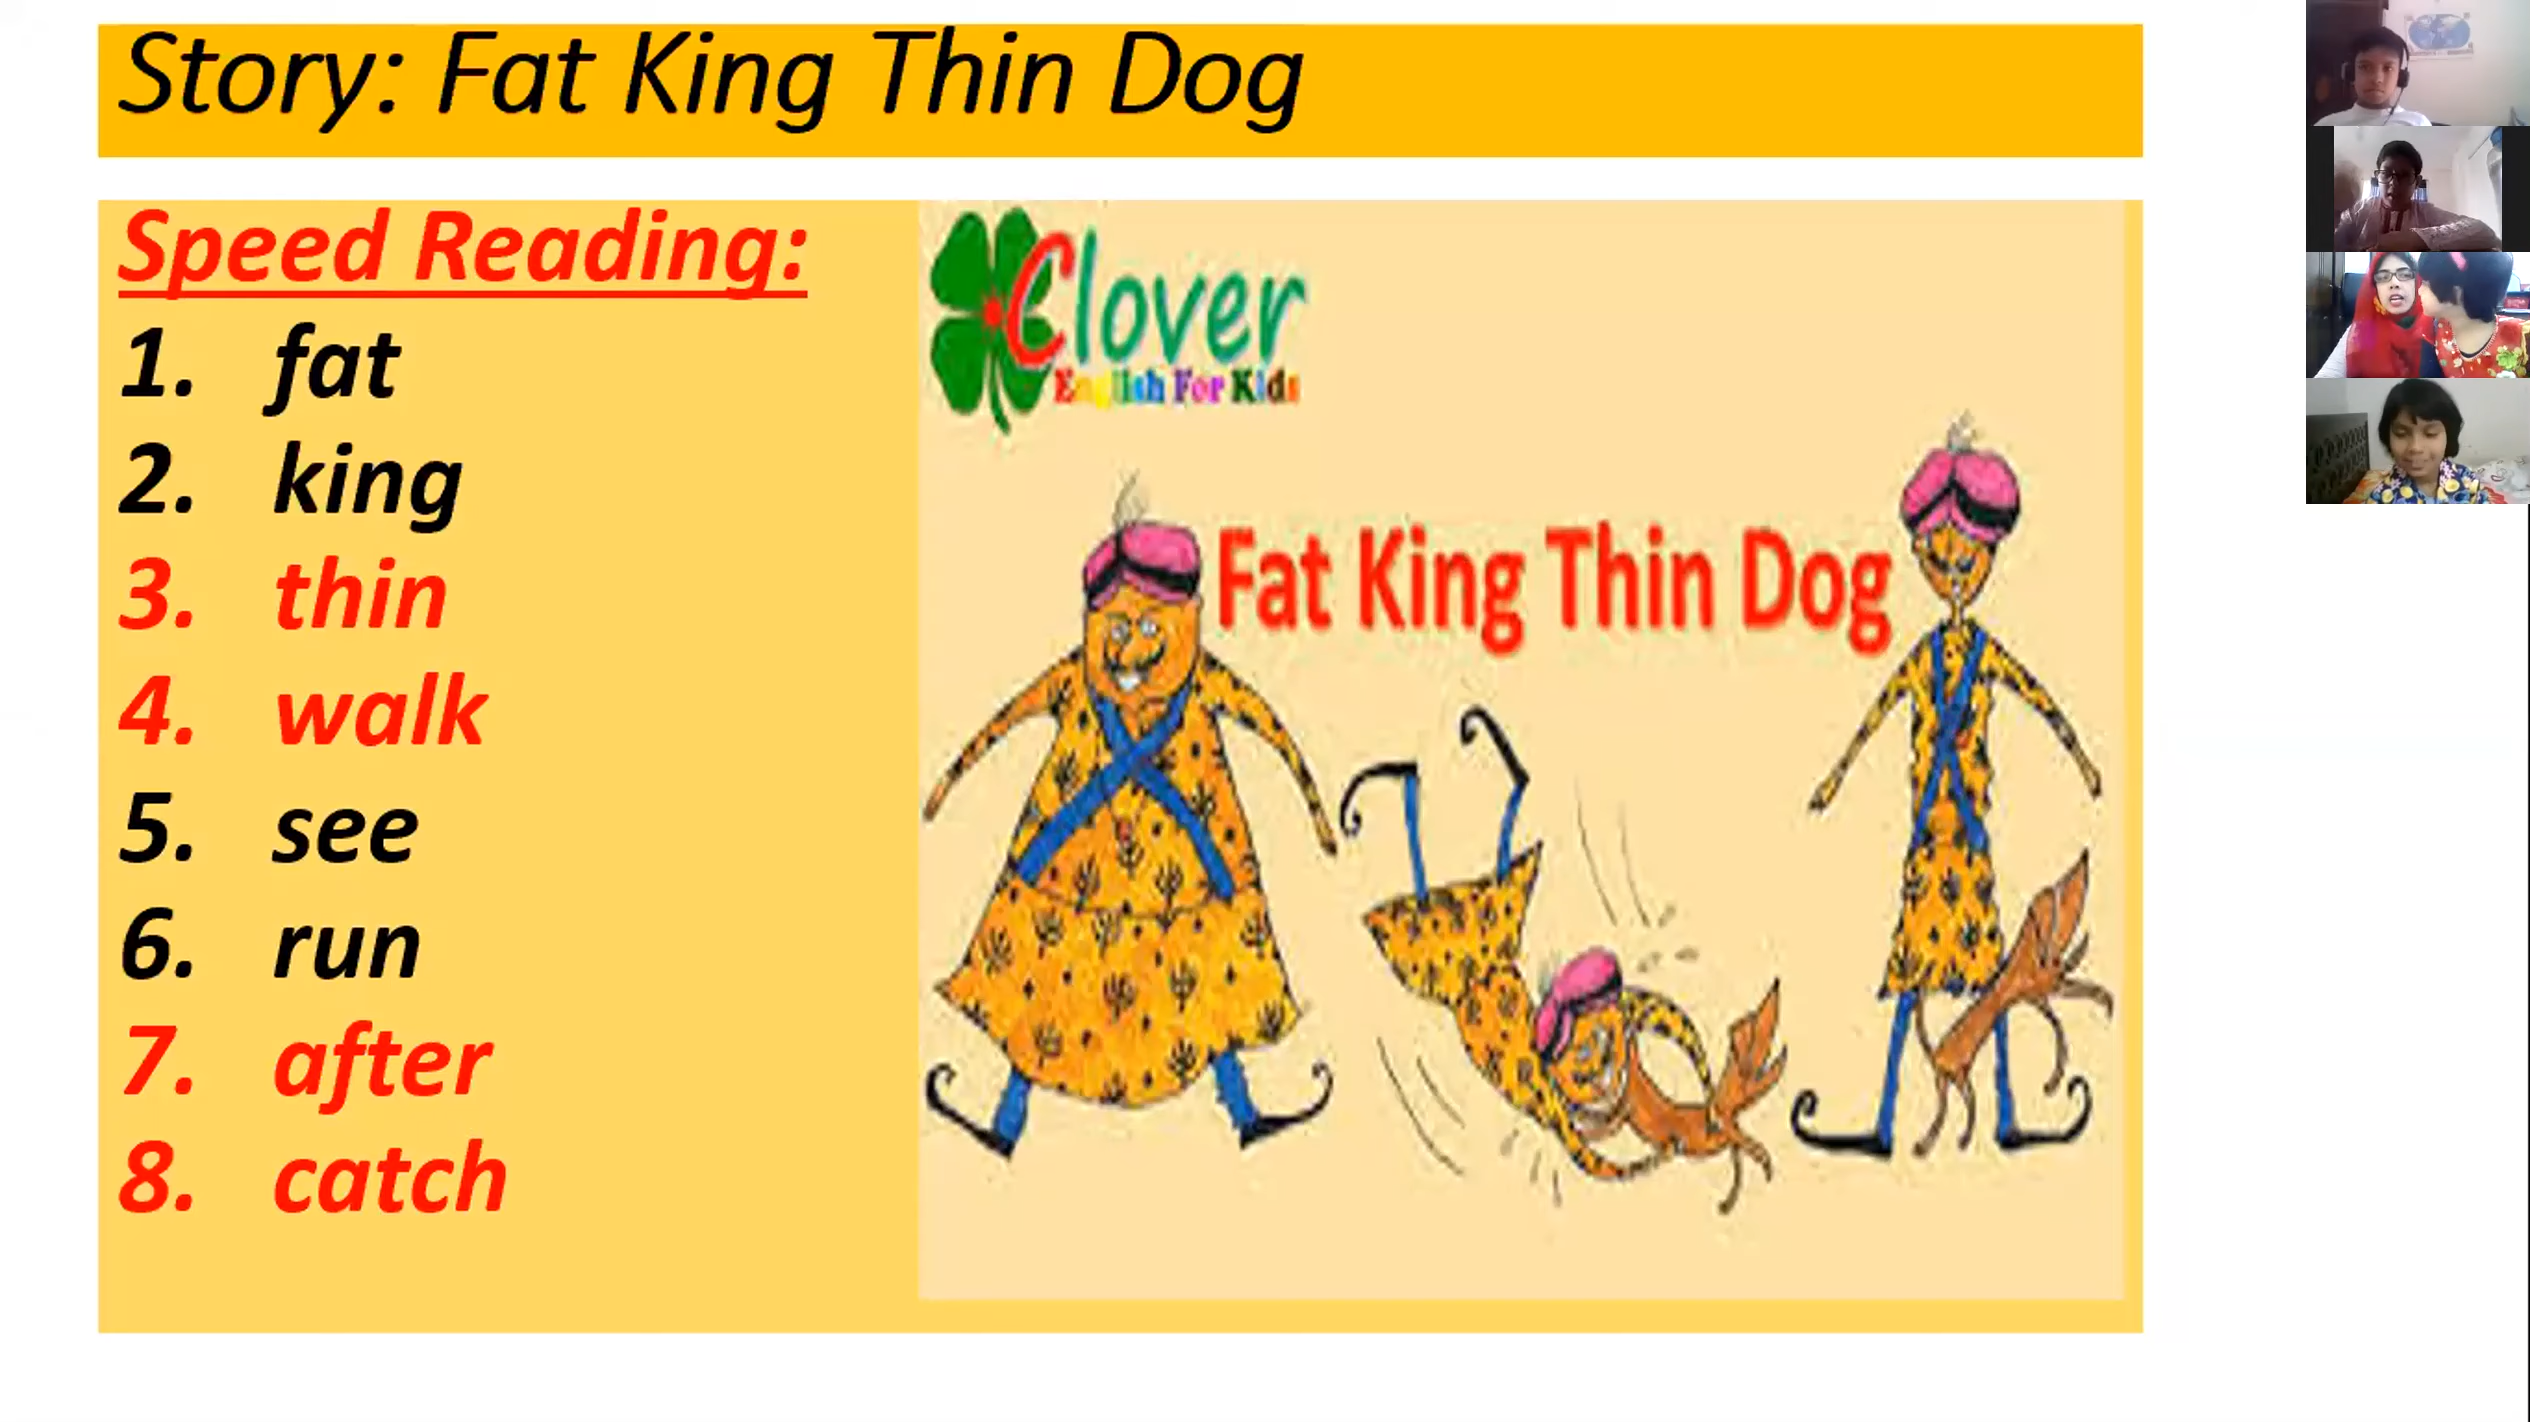 Story: Fat King Thin Dog
Speed Reading:
1. fat
2. king
3. thin
4. walk
5. see
6. run
7. after
8. catch
Clover
English For Kids
Fat King Thin Dog